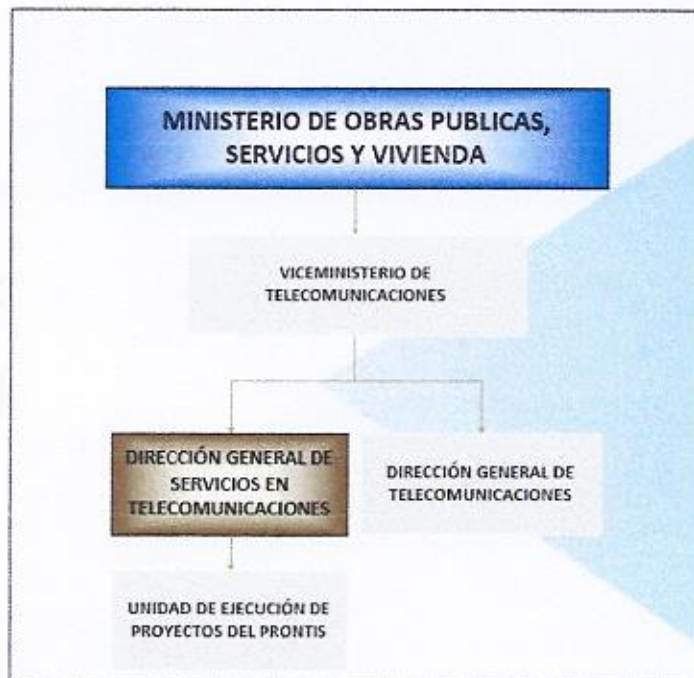 MINISTERIO DE OBRAS PUBLICAS,
SERVICIOS Y VIVIENDA
VICEMINISTERIO DE
TELECOMUNICACIONES
DIRECCIÓN GENERAL DE
SERVICIOS EN
TELECOMUNICACIONES
DIRECCIÓN GENERAL DE
TELECOMUNICACIONES
UNIDAD DE EJECUCIÓN DE
PROYECTOS DEL PRONTIS